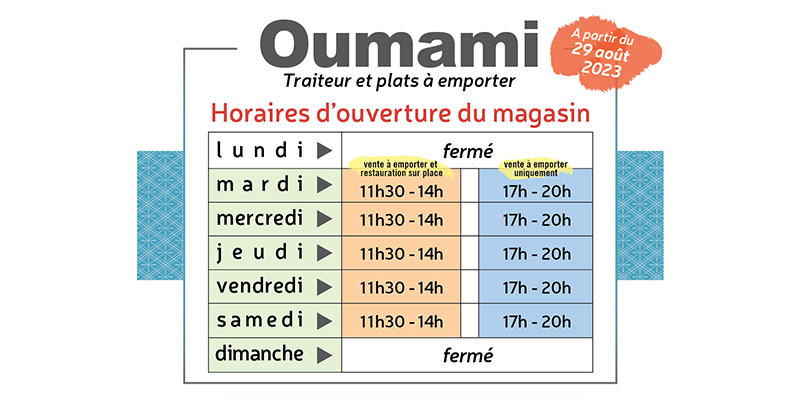 Oumami
A partir du
29 août
2023
Traiteur et plats à emporter
Horaires d'ouverture du magasin
lundi fermé
vente à emporter et
restauration sur place
vente à emporter
uniquement
mardi 11h30 - 14h 17h - 20h
mercredi 11h30 - 14h 17h - 20h
jeudi 11h30 - 14h 17h - 20h
vendredi 11h30 - 14h 17h - 20h
samedi 11h30 - 14h 17h - 20h
dimanche fermé